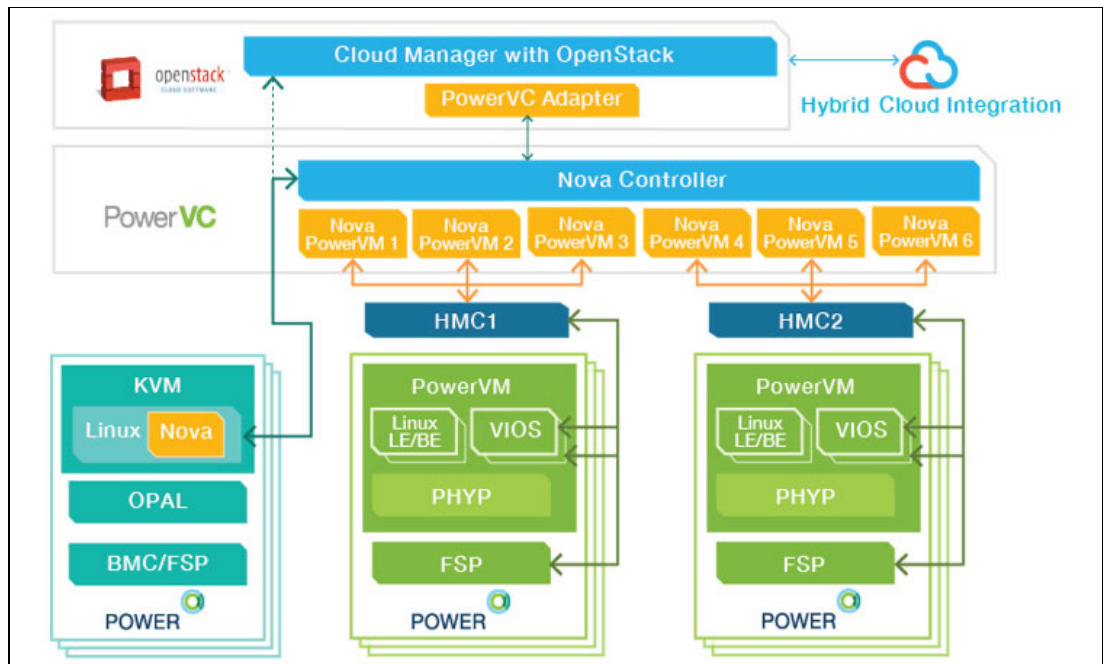 Cloud Manager with OpenStack
openstack
CLOUD SOFTWARE
PowerVC Adapter
Hybrid Cloud Integration
Nova Controller
PowerVC
Nova
PowerVM 1
Nova
PowerVM 2
Nova
PowerVM 3
Nova
PowerVM 4
Nova
PowerVM 5
Nova
PowerVM 6
HMC1
HMC2
KVM
Linux
Nova
OPAL
BMC/FSP
POWER
PowerVM
Linux
LE/BE
VIOS
PHYP
FSP
POWER
PowerVM
Linux
LE/BE
VIOS
PHYP
FSP
POWER